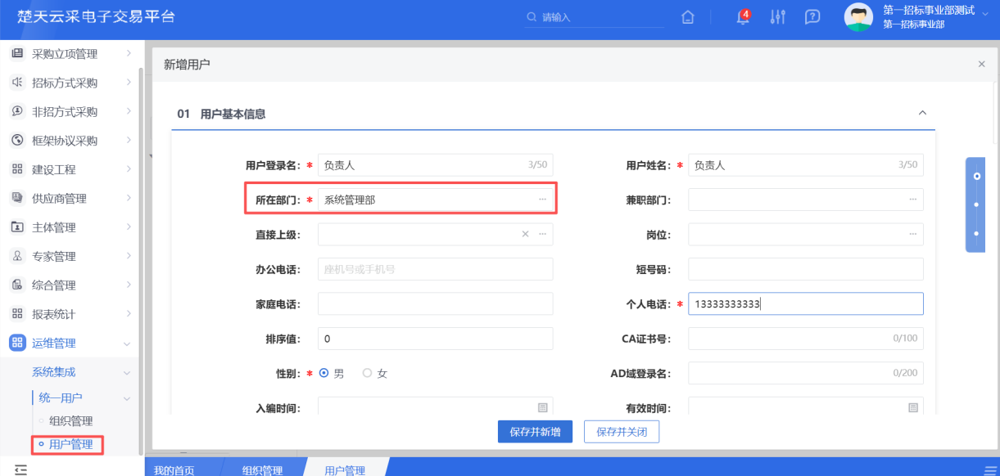 楚天云采电子交易平台
请输入
4
第一招标事业部测试
第一招标事业部
采购立项管理
招标方式采购
非招方式采购
框架协议采购
建设工程
供应商管理
主体管理
专家管理
综合管理
报表统计
运维管理
系统集成
统一用户
组织管理
用户管理
新增用户
01 用户基本信息
用户登录名: * 负责人 3/50
用户姓名: * 负责人 3/50
所在部门: * 系统管理部
兼职部门:
直接上级:
岗位:
办公电话: 座机号或手机号
短号码:
家庭电话:
个人电话: * 13333333333
排序值: 0
CA证书号: 0/100
性别: * 男 女
AD域登录名: 0/200
入编时间:
有效时间:
保存并新增
保存并关闭
我的首页
组织管理
用户管理